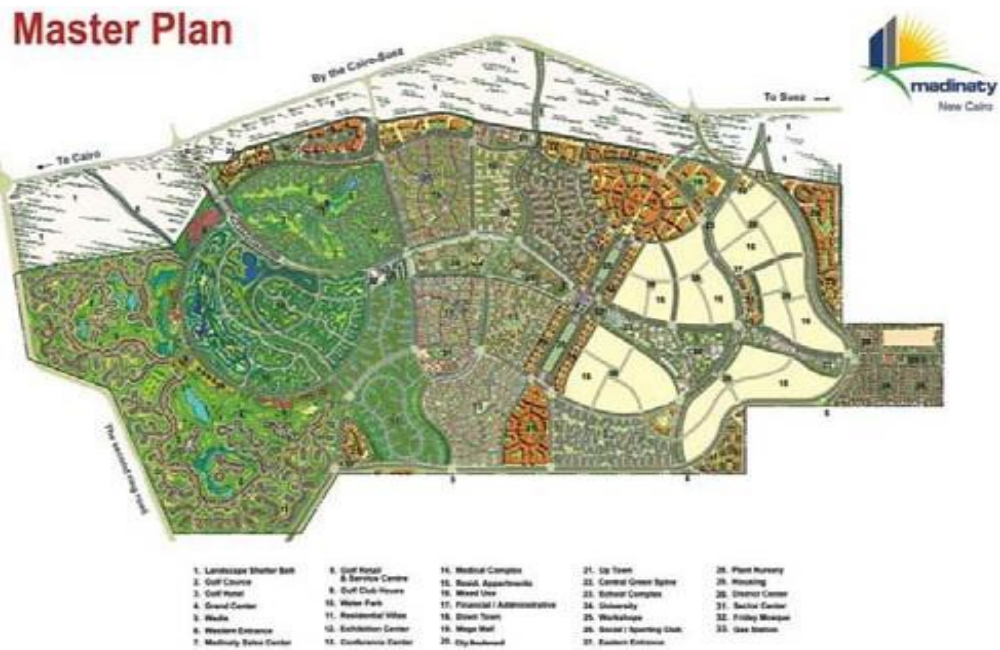 Master Plan
By the Cairo-Suez
madinaty
New Cairo
To Suez →
← To Cairo
The second ring road
1. Landscape Shelter Belt
2. Golf Cource
3. Golf Hotel
4. Grand Center
5. Wadis
6. Western Entrance
7. Madinaty Sales Center
8. Golf Retail
& Service Centre
9. Golf Club House
10. Water Park
11. Residential Villas
12. Exhibition Center
13. Conference Center
14. Medical Complex
15. Resid. Appartments
16. Mixed Use
17. Financial / Administrative
18. Down Town
19. Mega Mall
20. City Boulevard
21. Up Town
22. Central Green Spine
23. School Complex
24. University
25. Workshops
26. Social / Sporting Club
27. Eastern Entrance
28. Plant Nursery
29. Housing
30. District Center
31. Sector Center
32. Friday Mosque
33. Gas Station